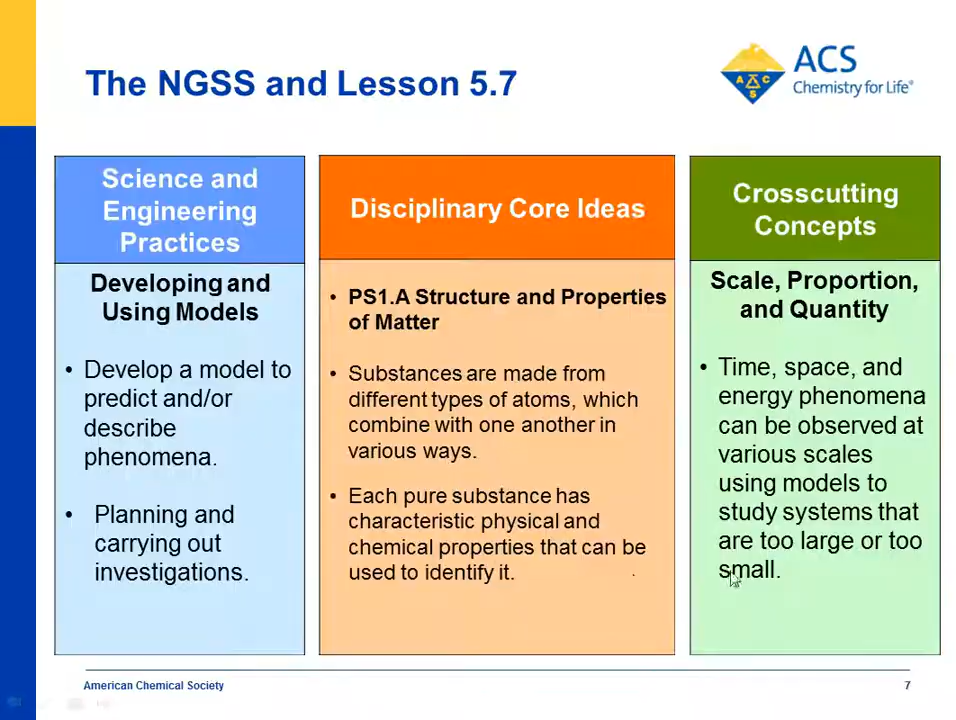 The NGSS and Lesson 5.7
A C S
S
ACS
Chemistry for Life®
Science and
Engineering
Practices
Developing and
Using Models
• Develop a model to
predict and/or
describe
phenomena.
• Planning and
carrying out
investigations.
Disciplinary Core Ideas
• PS1.A Structure and Properties
of Matter
• Substances are made from
different types of atoms, which
combine with one another in
various ways.
• Each pure substance has
characteristic physical and
chemical properties that can be
used to identify it. .
Crosscutting
Concepts
Scale, Proportion,
and Quantity
• Time, space, and
energy phenomena
can be observed at
various scales
using models to
study systems that
are too large or too
small.
American Chemical Society
7